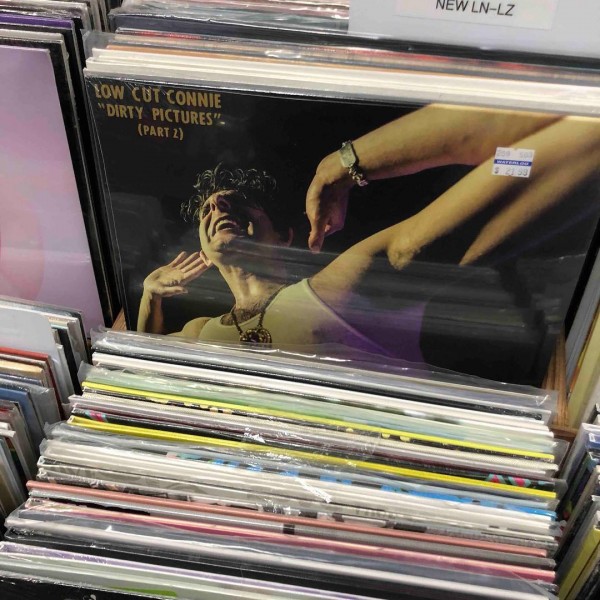 NEW LN-LZ
LOW CUT CONNIE
"DIRTY PICTURES"
(PART 2)